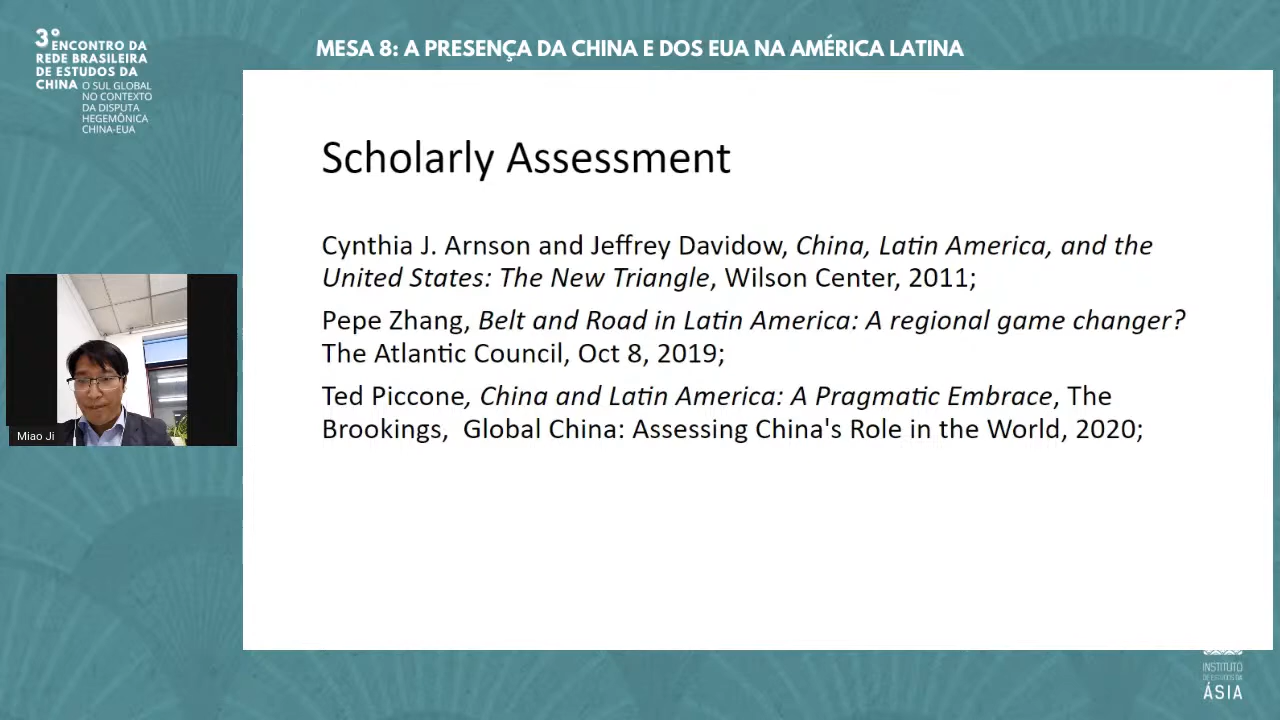 3º ENCONTRO DA
REDE BRASILEIRA
DE ESTUDOS DA
CHINA O SUL GLOBAL
NO CONTEXTO
DA DISPUTA
HEGEMÔNICA
CHINA-EUA
MESA 8: A PRESENÇA DA CHINA E DOS EUA NA AMÉRICA LATINA
Scholarly Assessment
Cynthia J. Arnson and Jeffrey Davidow, China, Latin America, and the
United States: The New Triangle, Wilson Center, 2011;
Pepe Zhang, Belt and Road in Latin America: A regional game changer?
The Atlantic Council, Oct 8, 2019;
Ted Piccone, China and Latin America: A Pragmatic Embrace, The
Brookings,  Global China: Assessing China's Role in the World, 2020;
Miao Ji
INSTITUTO
DE ESTUDOS DA
ÁSIA